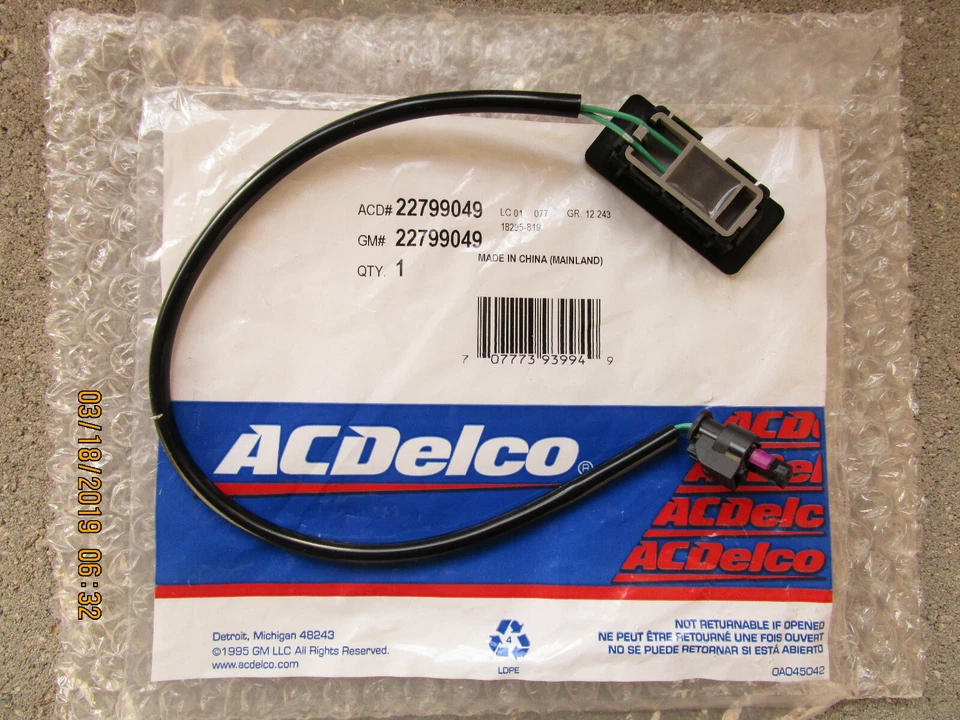 ACD# 22799049 LC 01 077 GR. 12.243
18295-819
GM# 22799049
MADE IN CHINA (MAINLAND)
QTY. 1
7 07773 93994 9
ACDelco®
ACD
el
ACDelc
ACDelco
Detroit, Michigan 48243
©1995 GM LLC All Rights Reserved.
www.acdelco.com
4
LDPE
NOT RETURNABLE IF OPENED
NE PEUT ÊTRE RETOURNÉ UNE FOIS OUVERT
NO SE PUEDE RETORNAR SI ESTÁ ABIERTO
0A045042
03/18/2019 06:32